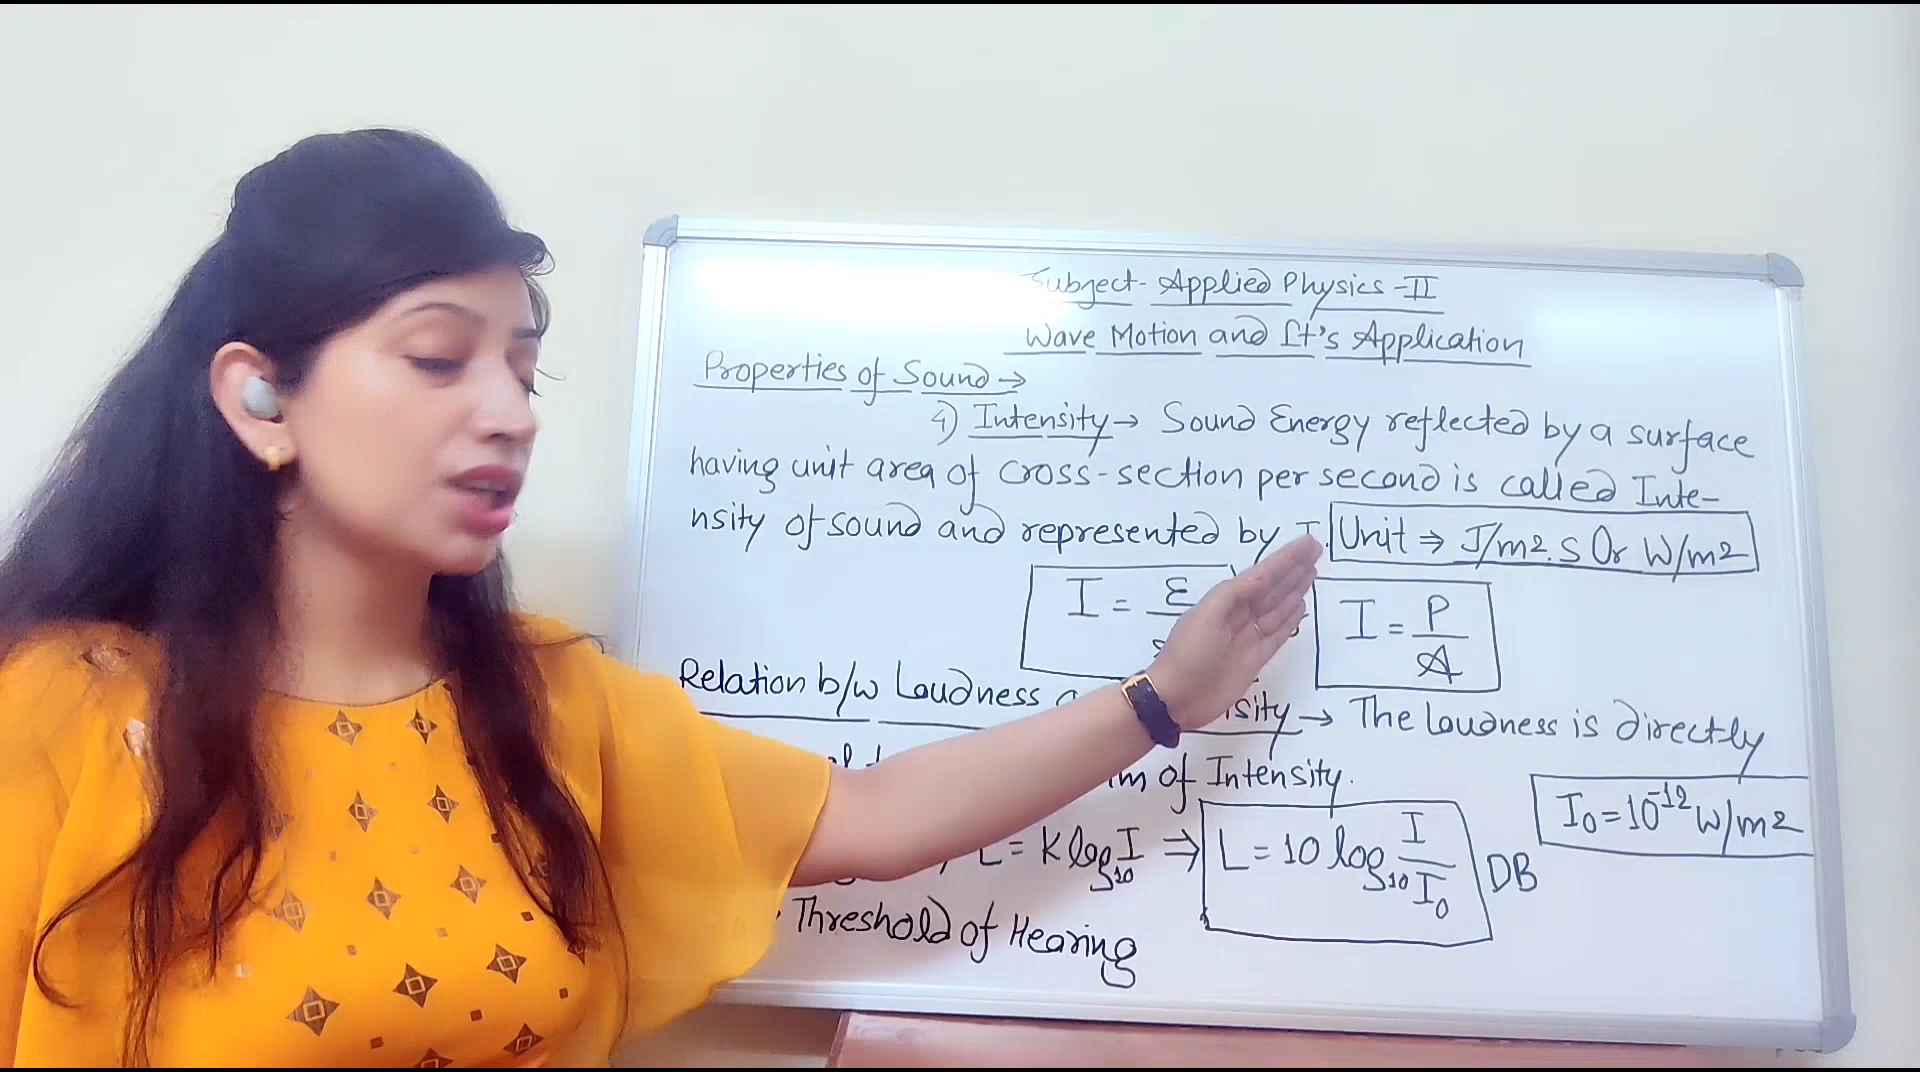 Subject- Applied Physics -II
Wave Motion and It's Application
Properties of Sound →
4) Intensity → Sound Energy reflected by a surface
having unit area of cross-section per second is called Inte-
nsity of sound and represented by I. Unit ⇒ J/m2.S Or W/m2
I = E
I = P/A
Relation b/w Loudness sity → The Loudness is directly
of Intensity.
I0 = 10^-12 W/m2
L = K log10 I ⇒ L = 10 log10 I/I0 DB
Threshold of Hearing